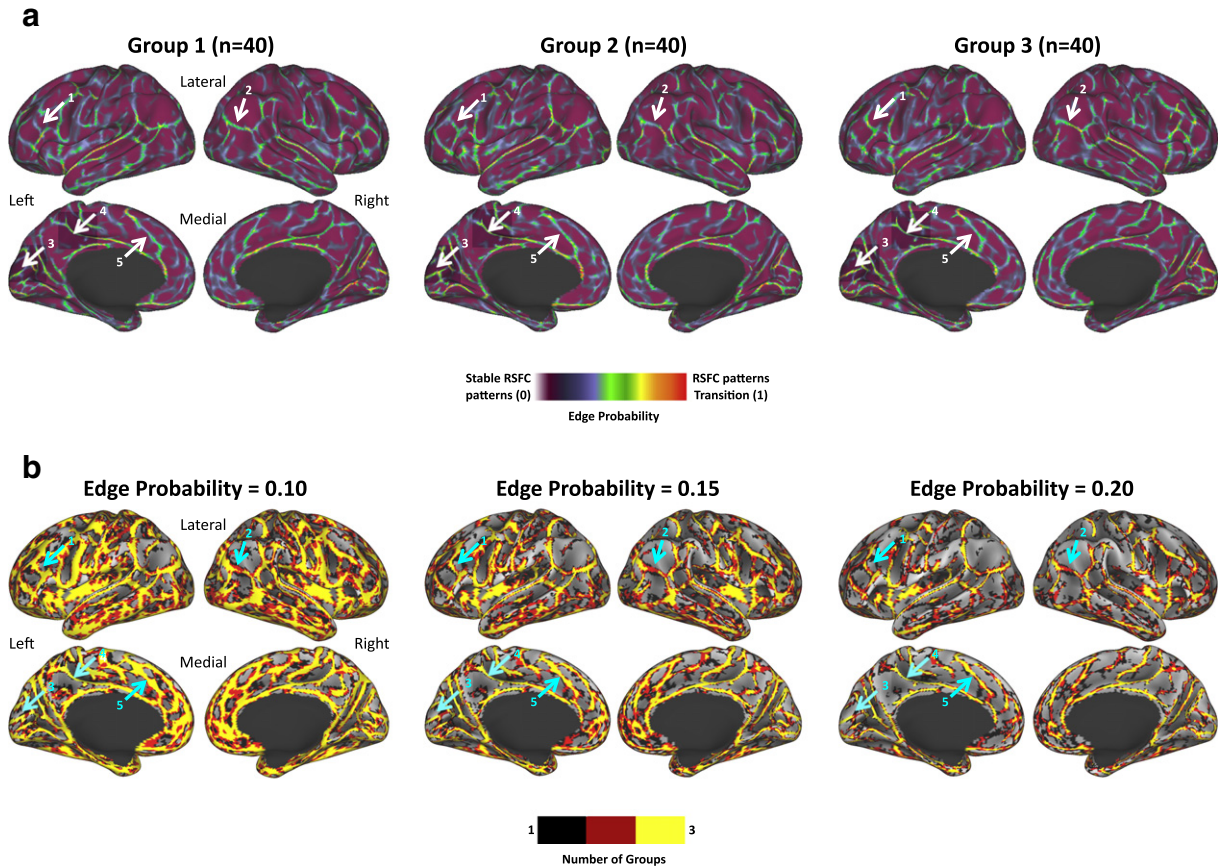 a
Group 1 (n=40)
Group 2 (n=40)
Group 3 (n=40)
Lateral
1
2
1
2
1
2
Left
Medial
Right
4
3
5
4
3
5
4
3
5
Stable RSFC
patterns (0)
RSFC patterns
Transition (1)
Edge Probability
b
Edge Probability = 0.10
Edge Probability = 0.15
Edge Probability = 0.20
Lateral
1
2
1
2
1
2
Left
Medial
Right
4
3
5
4
3
5
4
3
5
1
3
Number of Groups